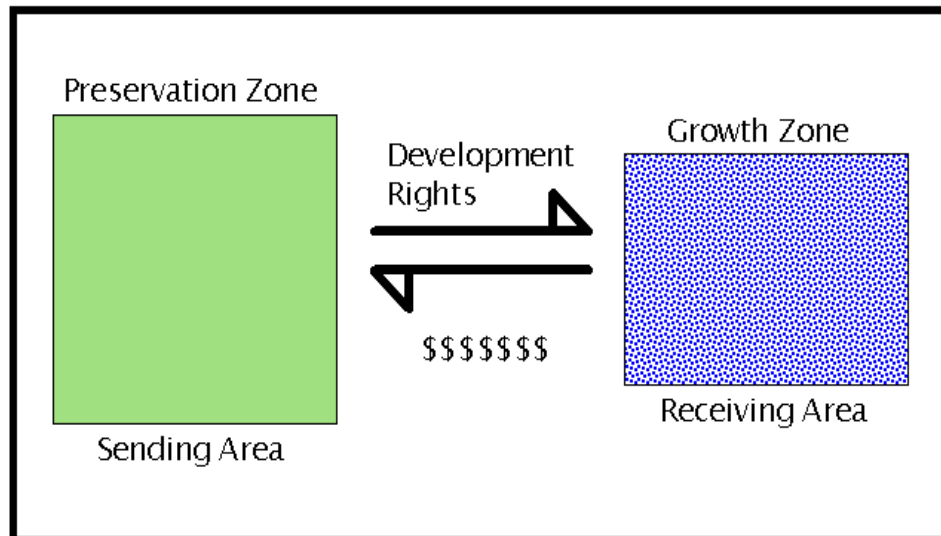 Preservation Zone
Growth Zone
Development
Rights
$$$$$$$
Receiving Area
Sending Area